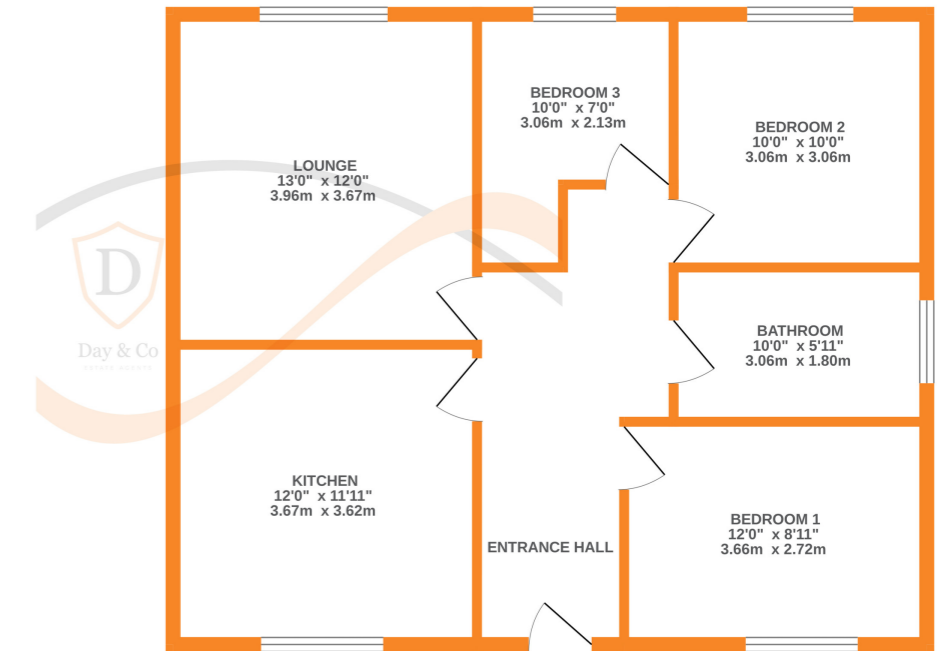 BEDROOM 3
10'0" x 7'0"
3.06m x 2.13m
BEDROOM 2
10'0" x 10'0"
3.06m x 3.06m
LOUNGE
13'0" x 12'0"
3.96m x 3.67m
D
Day & Co
ESTATE AGENTS
BATHROOM
10'0" x 5'11"
3.06m x 1.80m
KITCHEN
12'0" x 11'11"
3.67m x 3.62m
BEDROOM 1
12'0" x 8'11"
3.66m x 2.72m
ENTRANCE HALL